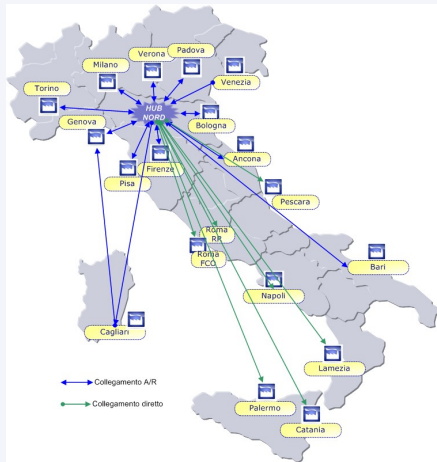 Verona
Padova
Milano
Venezia
Torino
HUB
NORD
Genova
Bologna
Firenze
Ancona
Pisa
Pescara
Roma
RP
Roma
FCO
Bari
Napoli
Cagliari
Lamezia
Collegamento A/R
Collegamento diretto
Palermo
Catania